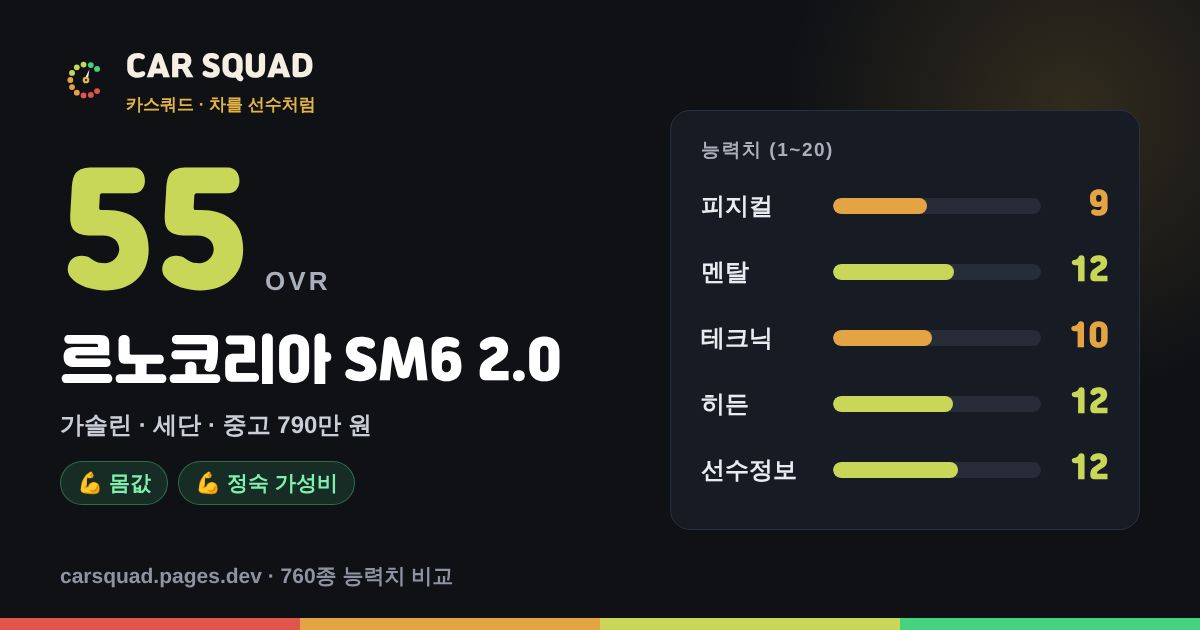 CAR SQUAD
카스쿼드 · 차를 선수처럼
55 OVR
르노코리아 SM6 2.0
가솔린 · 세단 · 중고 790만 원
💪 몸값 💪 정숙 가성비
carsquad.pages.dev · 760종 능력치 비교
능력치 (1~20)
피지컬 9
멘탈 12
테크닉 10
히든 12
선수정보 12